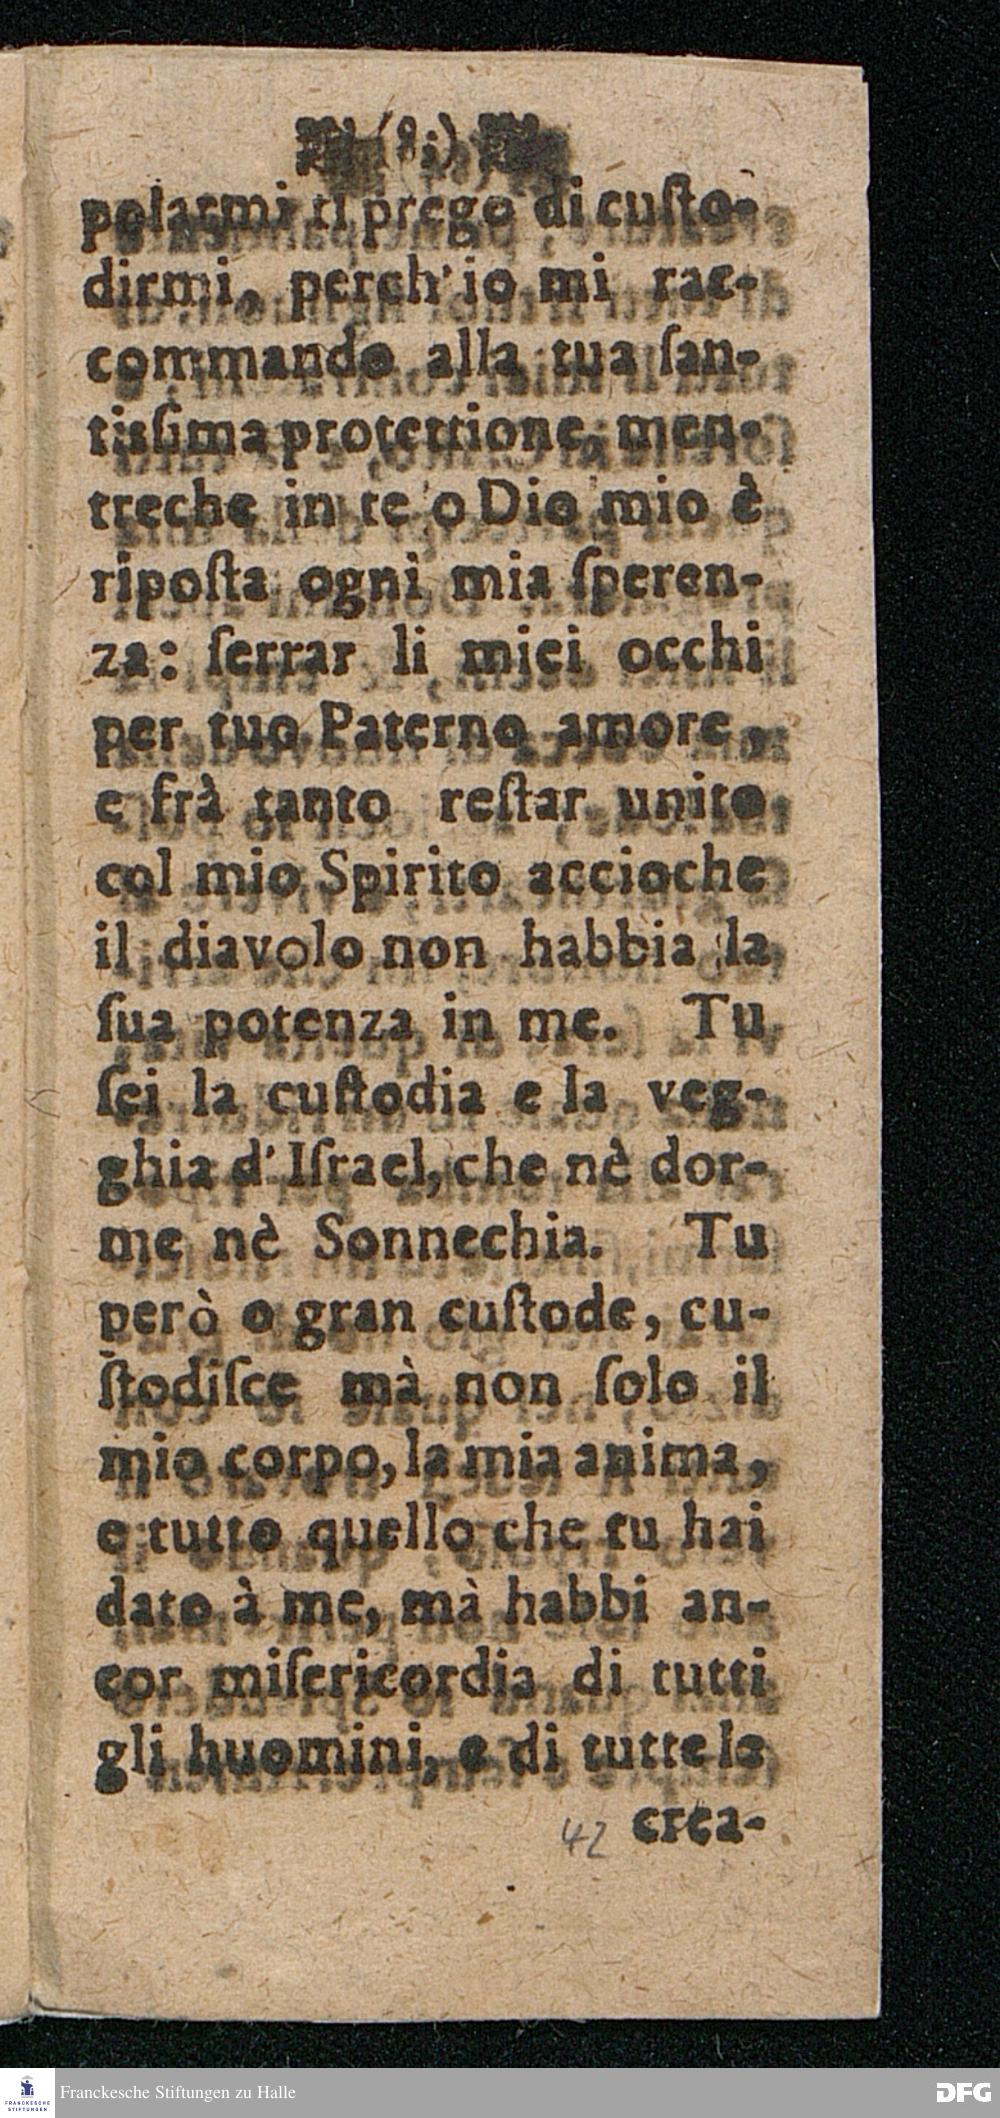 (8i)
polarmi ti prego di cuſto-
dirmi, perch'io mi rac-
commando alla tua ſan-
tisſima protettione, men-
treche in te o Dio mio è
ripoſta ogni mia ſperen-
za: ſerrar li miei occhi
per tuo Paterno amore,
e frà tanto reſtar unito
col mio Spirito accioche
il diavolo non habbia la
ſua potenza in me. Tu
ſei la cuſtodia e la veg-
ghia d'Iſrael, che nè dor-
me nè Sonnechia. Tu
però o gran cuſtode, cu-
ſtodiſce mà non ſolo il
mio corpo, la mia anima,
e tutto quello che tu hai
dato à me, mà habbi an-
cor miſericordia di tutti
gli huomini, e di tutte le
crea-
42
FRANCKESCHE
STIFTUNGEN
Franckesche Stiftungen zu Halle
DFG